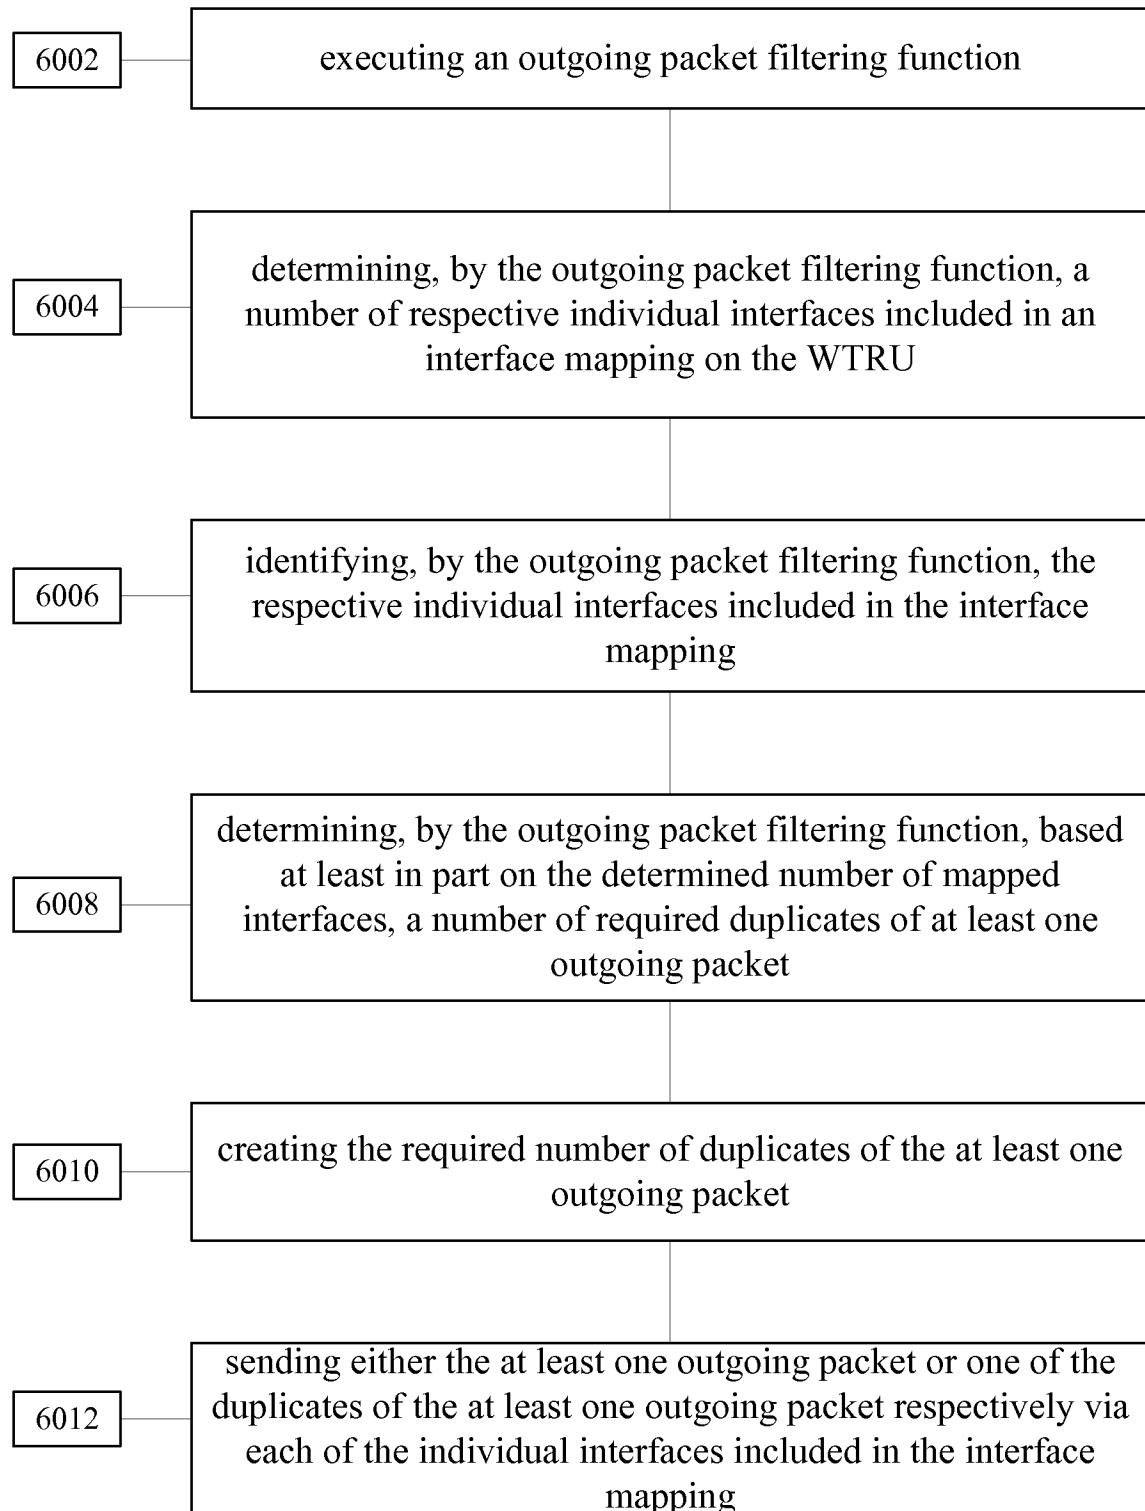 6002
executing an outgoing packet filtering function
6004
determining, by the outgoing packet filtering function, a
number of respective individual interfaces included in an
interface mapping on the WTRU
6006
identifying, by the outgoing packet filtering function, the
respective individual interfaces included in the interface
mapping
6008
determining, by the outgoing packet filtering function, based
at least in part on the determined number of mapped
interfaces, a number of required duplicates of at least one
outgoing packet
6010
creating the required number of duplicates of the at least one
outgoing packet
6012
sending either the at least one outgoing packet or one of the
duplicates of the at least one outgoing packet respectively via
each of the individual interfaces included in the interface
mapping